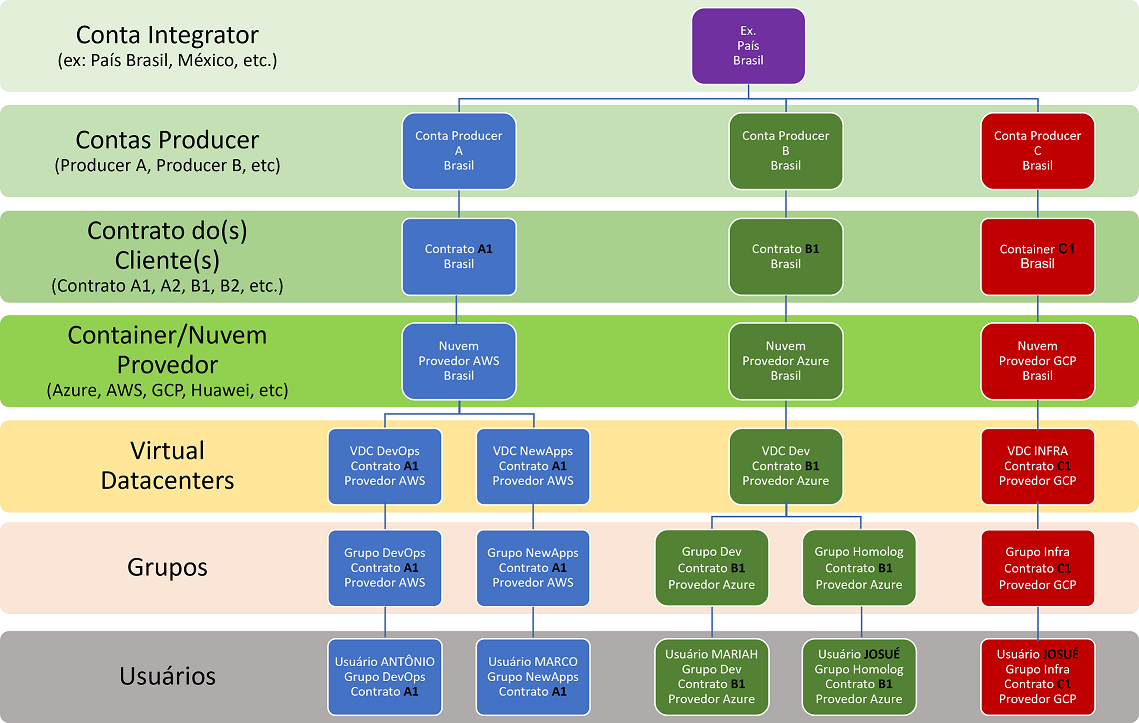 Conta Integrator
(ex: País Brasil, México, etc.)
Ex.
País
Brasil
Contas Producer
(Producer A, Producer B, etc)
Conta Producer
A
Brasil
Conta Producer
B
Brasil
Conta Producer
C
Brasil
Contrato do(s)
Cliente(s)
(Contrato A1, A2, B1, B2, etc.)
Contrato A1
Brasil
Contrato B1
Brasil
Container C1
Brasil
Container/Nuvem
Provedor
(Azure, AWS, GCP, Huawei, etc)
Nuvem
Provedor AWS
Brasil
Nuvem
Provedor Azure
Brasil
Nuvem
Provedor GCP
Brasil
Virtual
Datacenters
VDC DevOps
Contrato A1
Provedor AWS
VDC NewApps
Contrato A1
Provedor AWS
VDC Dev
Contrato B1
Provedor Azure
VDC INFRA
Contrato C1
Provedor GCP
Grupos
Grupo DevOps
Contrato A1
Provedor AWS
Grupo NewApps
Contrato A1
Provedor AWS
Grupo Dev
Contrato B1
Provedor Azure
Grupo Homolog
Contrato B1
Provedor Azure
Grupo Infra
Contrato C1
Provedor GCP
Usuários
Usuário ANTÔNIO
Grupo DevOps
Contrato A1
Usuário MARCO
Grupo NewApps
Contrato A1
Usuário MARIAH
Grupo Dev
Contrato B1
Provedor Azure
Usuário JOSUÉ
Grupo Homolog
Contrato B1
Provedor Azure
Usuário JOSUÉ
Grupo Infra
Contrato C1
Provedor GCP